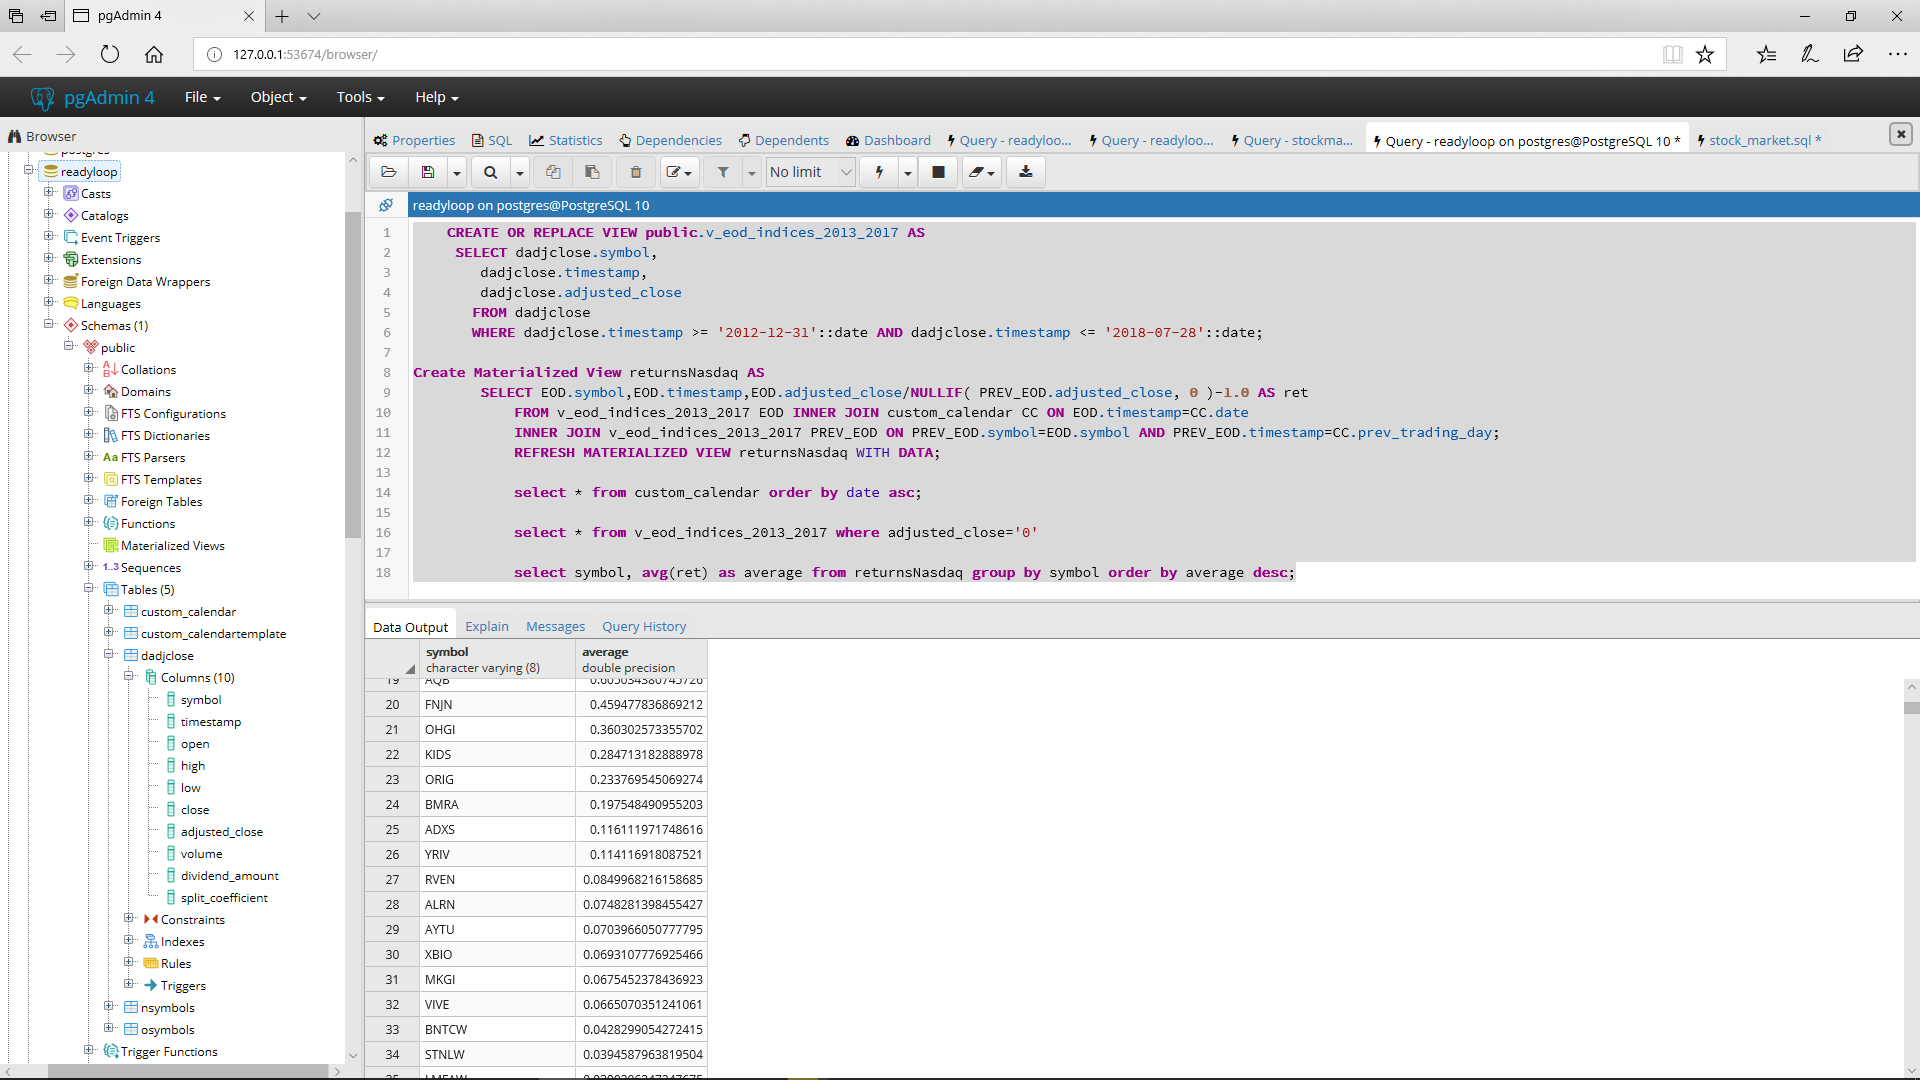 pgAdmin 4
127.0.0.1:53674/browser/
pgAdmin 4 File Object Tools Help
Browser
postgres
readyloop
Casts
Catalogs
Event Triggers
Extensions
Foreign Data Wrappers
Languages
Schemas (1)
public
Collations
Domains
FTS Configurations
FTS Dictionaries
Aa FTS Parsers
FTS Templates
Foreign Tables
Functions
Materialized Views
1..3 Sequences
Tables (5)
custom_calendar
custom_calendartemplate
dadjclose
Columns (10)
symbol
timestamp
open
high
low
close
adjusted_close
volume
dividend_amount
split_coefficient
Constraints
Indexes
Rules
Triggers
nsymbols
osymbols
Trigger Functions
Properties SQL Statistics Dependencies Dependents Dashboard Query - readyloo... Query - readyloo... Query - stockma... Query - readyloop on postgres@PostgreSQL 10 * stock_market.sql *
No limit
readyloop on postgres@PostgreSQL 10
1 CREATE OR REPLACE VIEW public.v_eod_indices_2013_2017 AS
2 SELECT dadjclose.symbol,
3 dadjclose.timestamp,
4 dadjclose.adjusted_close
5 FROM dadjclose
6 WHERE dadjclose.timestamp >= '2012-12-31'::date AND dadjclose.timestamp <= '2018-07-28'::date;
7
8 Create Materialized View returnsNasdaq AS
9 SELECT EOD.symbol,EOD.timestamp,EOD.adjusted_close/NULLIF( PREV_EOD.adjusted_close, 0 )-1.0 AS ret
10 FROM v_eod_indices_2013_2017 EOD INNER JOIN custom_calendar CC ON EOD.timestamp=CC.date
11 INNER JOIN v_eod_indices_2013_2017 PREV_EOD ON PREV_EOD.symbol=EOD.symbol AND PREV_EOD.timestamp=CC.prev_trading_day;
12 REFRESH MATERIALIZED VIEW returnsNasdaq WITH DATA;
13
14 select * from custom_calendar order by date asc;
15
16 select * from v_eod_indices_2013_2017 where adjusted_close='0'
17
18 select symbol, avg(ret) as average from returnsNasdaq group by symbol order by average desc;
Data Output Explain Messages Query History
symbol average
character varying (8) double precision
19 AQB 0.605034380745726
20 FNJN 0.459477836869212
21 OHGI 0.360302573355702
22 KIDS 0.284713182888978
23 ORIG 0.233769545069274
24 BMRA 0.197548490955203
25 ADXS 0.116111971748616
26 YRIV 0.114116918087521
27 RVEN 0.0849968216158685
28 ALRN 0.0748281398455427
29 AYTU 0.0703966050777795
30 XBIO 0.0693107776925466
31 MKGI 0.0675452378436923
32 VIVE 0.0665070351241061
33 BNTCW 0.0428299054272415
34 STNLW 0.0394587963819504